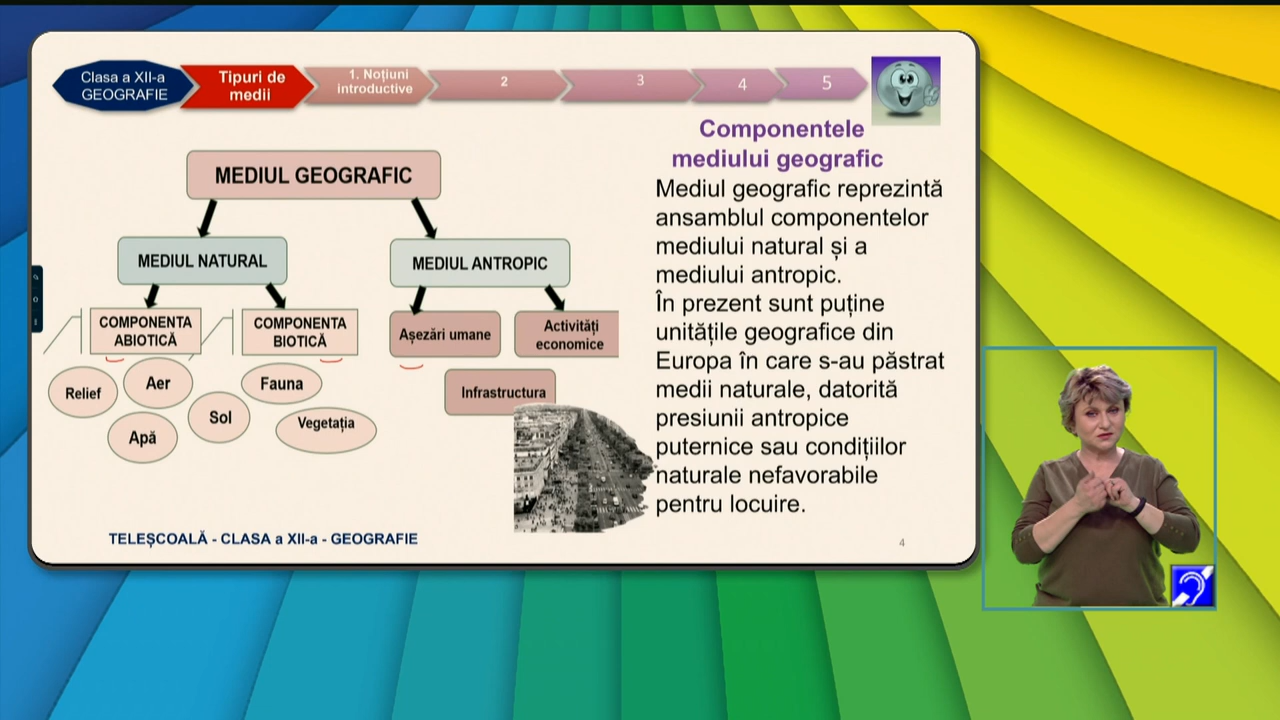 Clasa a XII-a
GEOGRAFIE
Tipuri de
medii
1. Noțiuni
introductive
2
3
4
5
MEDIUL GEOGRAFIC
MEDIUL NATURAL
MEDIUL ANTROPIC
COMPONENTA
ABIOTICĂ
COMPONENTA
BIOTICĂ
Așezări umane
Activități
economice
Relief
Aer
Fauna
Infrastructura
Apă
Sol
Vegetația
Componentele
mediului geografic
Mediul geografic reprezintă
ansamblul componentelor
mediului natural și a
mediului antropic.
În prezent sunt puține
unitățile geografice din
Europa în care s-au păstrat
medii naturale, datorită
presiunii antropice
puternice sau condițiilor
naturale nefavorabile
pentru locuire.
TELEȘCOALĂ - CLASA a XII-a - GEOGRAFIE
4